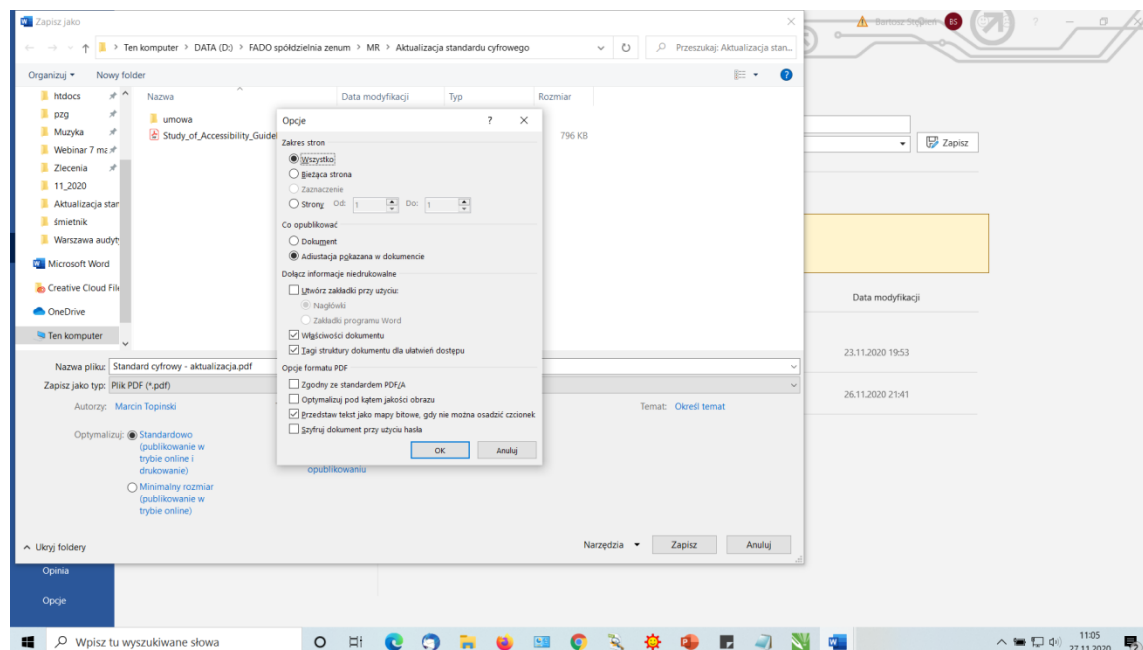 Zapisz jako
Bartosz Stępień BS
Ten komputer > DATA (D:) > FADO spółdzielnia zenum > MR > Aktualizacja standardu cyfrowego
Przeszukaj: Aktualizacja stan...
Organizuj
Nowy folder
htdocs
pzg
Muzyka
Webinar 7 ma
Zlecenia
11_2020
Aktualizacja star
śmietnik
Warszawa audyt
Microsoft Word
Creative Cloud File
OneDrive
Ten komputer
Nazwa
Data modyfikacji
Typ
Rozmiar
umowa
Study_of_Accessibility_Guide
796 KB
Opcje
Zakres stron
Wszystko
Bieżąca strona
Zaznaczenie
Strony Od: 1 Do: 1
Co opublikować
Dokument
Adiustacja pokazana w dokumencie
Dołącz informacje niedrukowalne
Utwórz zakładki przy użyciu:
Nagłówki
Zakładki programu Word
Właściwości dokumentu
Tagi struktury dokumentu dla ułatwień dostępu
Opcje formatu PDF
Zgodny ze standardem PDF/A
Optymalizuj pod kątem jakości obrazu
Przedstaw tekst jako mapy bitowe, gdy nie można osadzić czcionek
Szyfruj dokument przy użyciu hasła
OK
Anuluj
Zapisz
Data modyfikacji
23.11.2020 19:53
26.11.2020 21:41
Nazwa pliku: Standard cyfrowy - aktualizacja.pdf
Zapisz jako typ: Plik PDF (*.pdf)
Autorzy: Marcin Topinski
Temat: Określ temat
Optymalizuj: Standardowo
(publikowanie w
trybie online i
drukowanie)
Minimalny rozmiar
(publikowanie w
trybie online)
opublikowaniu
Ukryj foldery
Narzędzia
Zapisz
Anuluj
Opinia
Opcje
Wpisz tu wyszukiwane słowa
11:05
27.11.2020